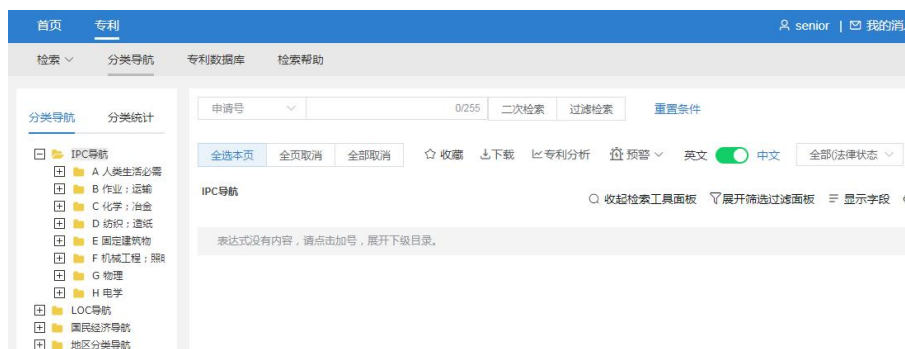 首页 专利 senior | 我的消
检索 分类导航 专利数据库 检索帮助
分类导航 分类统计
申请号 0/255 二次检索 过滤检索 重置条件
全选本页 全页取消 全部取消 收藏 下载 专利分析 预警 英文 中文 全部(法律状态
IPC导航
收起检索工具面板 展开筛选过滤面板 显示字段
表达式没有内容，请点击加号，展开下级目录。
IPC导航
A 人类生活必需
B 作业；运输
C 化学；冶金
D 纺织；造纸
E 固定建筑物
F 机械工程；照明
G 物理
H 电学
LOC导航
国民经济导航
地区分类导航